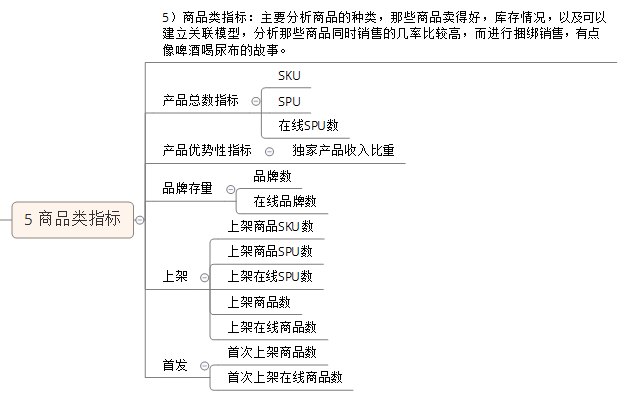 5）商品类指标：主要分析商品的种类，那些商品卖得好，库存情况，以及可以
建立关联模型，分析那些商品同时销售的几率比较高，而进行捆绑销售，有点
像啤酒喝尿布的故事。
SKU
产品总数指标
SPU
在线SPU数
产品优势性指标
独家产品收入比重
品牌数
品牌存量
在线品牌数
5 商品类指标
上架商品SKU数
上架商品SPU数
上架
上架在线SPU数
上架商品数
上架在线商品数
首次上架商品数
首发
首次上架在线商品数